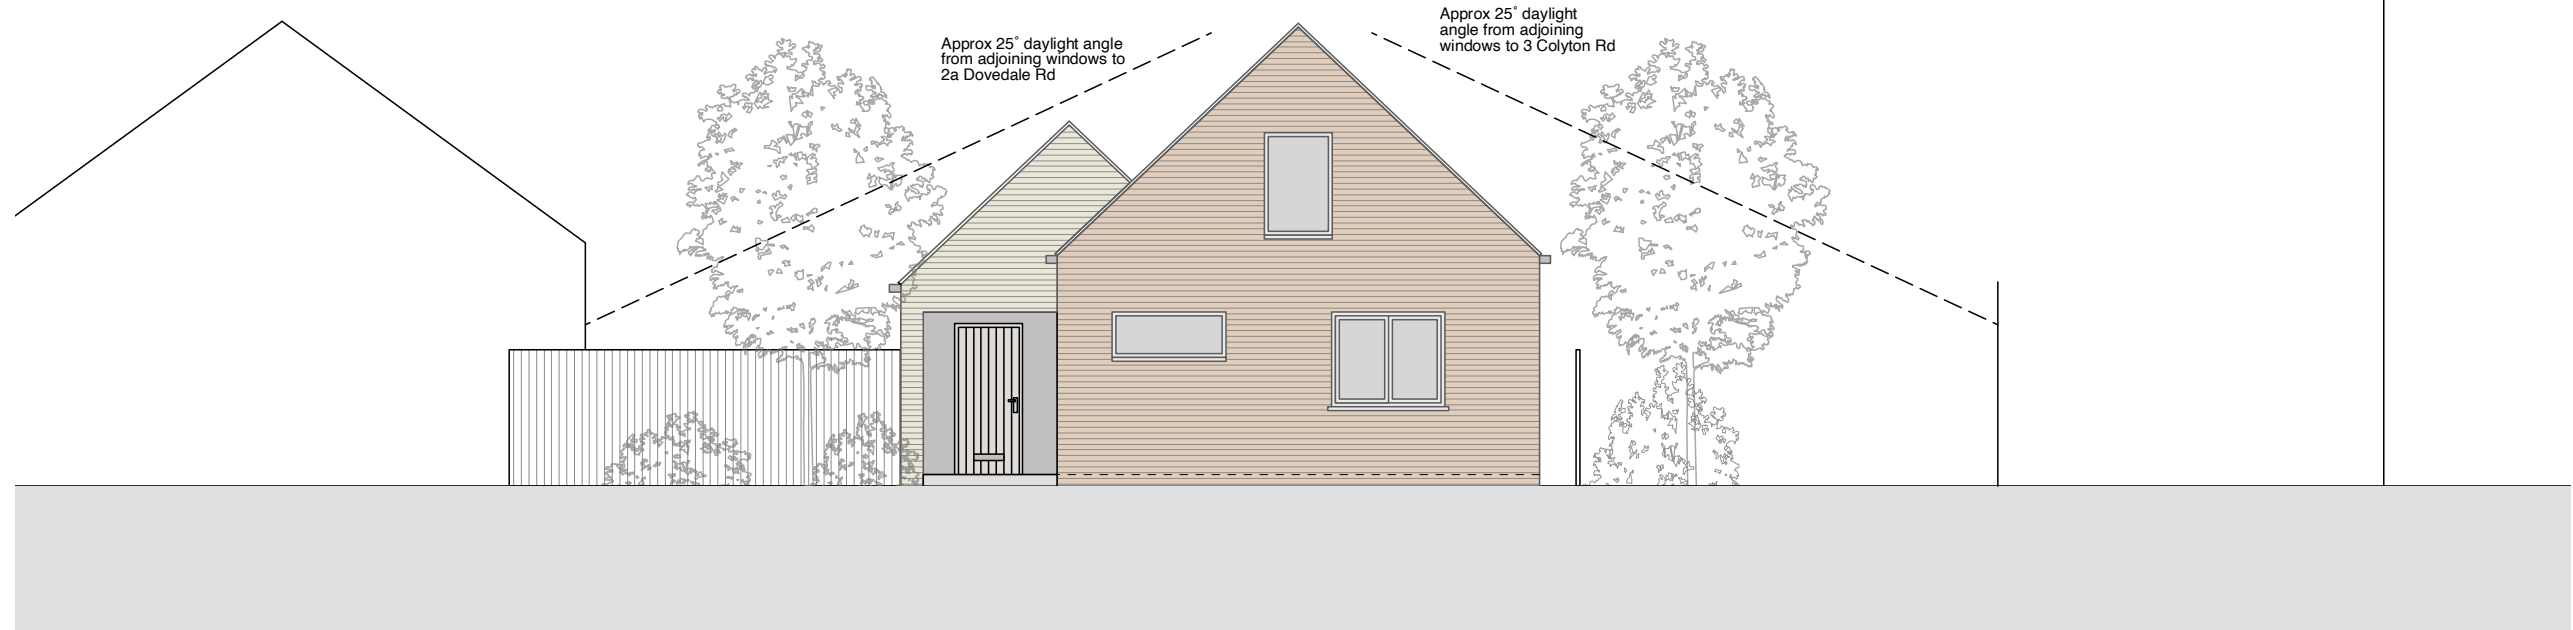 Approx 25° daylight angle
from adjoining windows to
2a Dovedale Rd
Approx 25° daylight
angle from adjoining
windows to 3 Colyton Rd